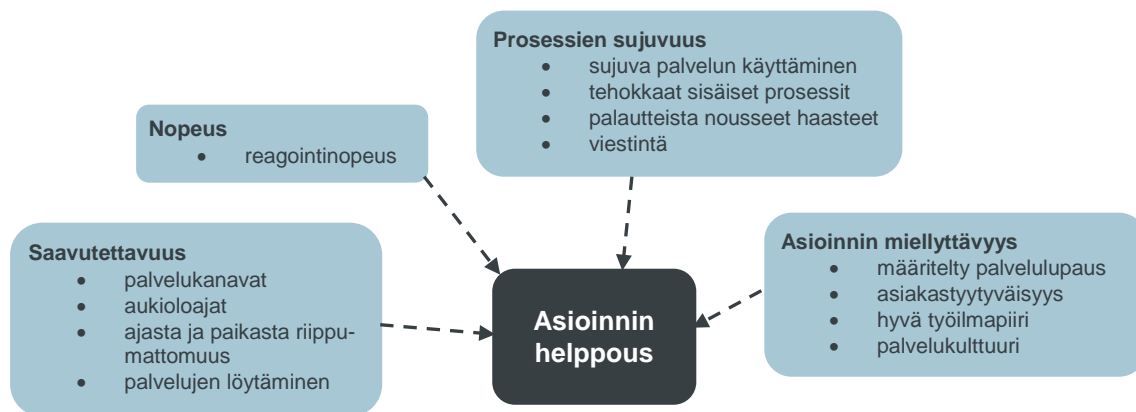 Prosessien sujuvuus
• sujuva palvelun käyttäminen
• tehokkaat sisäiset prosessit
• palautteista nousseet haasteet
• viestintä
Nopeus
• reagointinopeus
Saavutettavuus
• palvelukanavat
• aukioloajat
• ajasta ja paikasta riippu-
mattomuus
• palvelujen löytäminen
Asioinnin miellyttävyys
• määritelty palvelulupaus
• asiakastyytyväisyys
• hyvä työilmapiiri
• palvelukulttuuri
Asioinnin
helppous